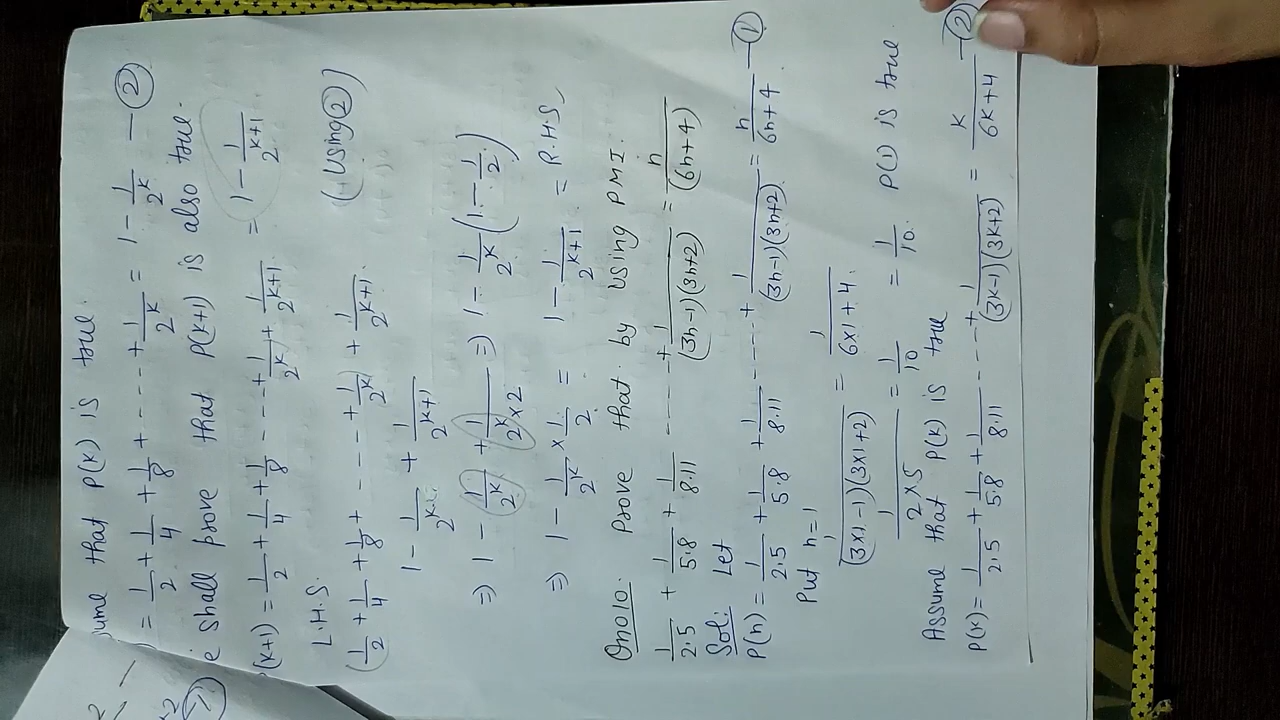 ume that P(k) is true.
) = 1/2 + 1/4 + 1/8 + - - - - + 1/2^k = 1 - 1/2^k — ②
e shall prove that P(k+1) is also true.
P(k+1) = 1/2 + 1/4 + 1/8 - - - - + 1/2^k + 1/2^{k+1} = 1 - 1/2^{k+1}
L.H.S.
(1/2 + 1/4 + 1/8 + - - - - + 1/2^k) + 1/2^{k+1} (Using ②)
1 - 1/2^k + 1/2^{k+1}
⇒ 1 - 1/2^k + 1/(2^k × 2) ⇒ 1 - 1/2^k (1 - 1/2)
⇒ 1 - 1/2^k × 1/2 = 1 - 1/2^{k+1} = R.H.S,
Qno10. Prove that by using PMI.
1/2.5 + 1/5.8 + 1/8.11 - - - - - + 1/(3n-1)(3n+2) = n/(6n+4)
Sol: Let
P(n) = 1/2.5 + 1/5.8 + 1/8.11 - - - - + 1/(3n-1)(3n+2) = n/6n+4 — ①
Put n=1
1/(3×1-1)(3×1+2) = 1/6×1+4.
1/2×5 = 1/10 = 1/10. P(1) is true
Assume that P(k) is true
P(k) = 1/2.5 + 1/5.8 + 1/8.11 - - - - + 1/(3k-1)(3k+2) = k/6k+4 — ②